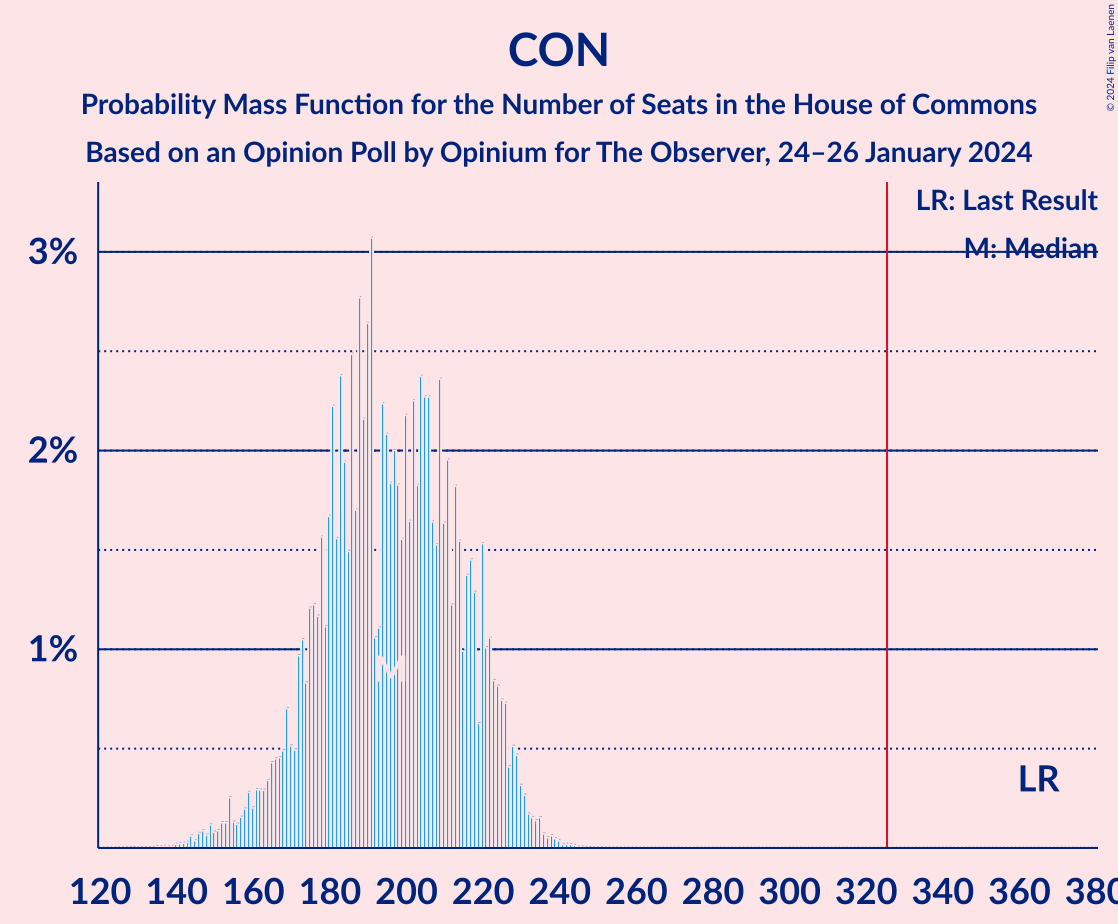 CON
Probability Mass Function for the Number of Seats in the House of Commons
Based on an Opinion Poll by Opinium for The Observer, 24–26 January 2024
© 2024 Filip van Laenen
LR: Last Result
M: Median
3%
2%
1%
M
LR
120 140 160 180 200 220 240 260 280 300 320 340 360 380